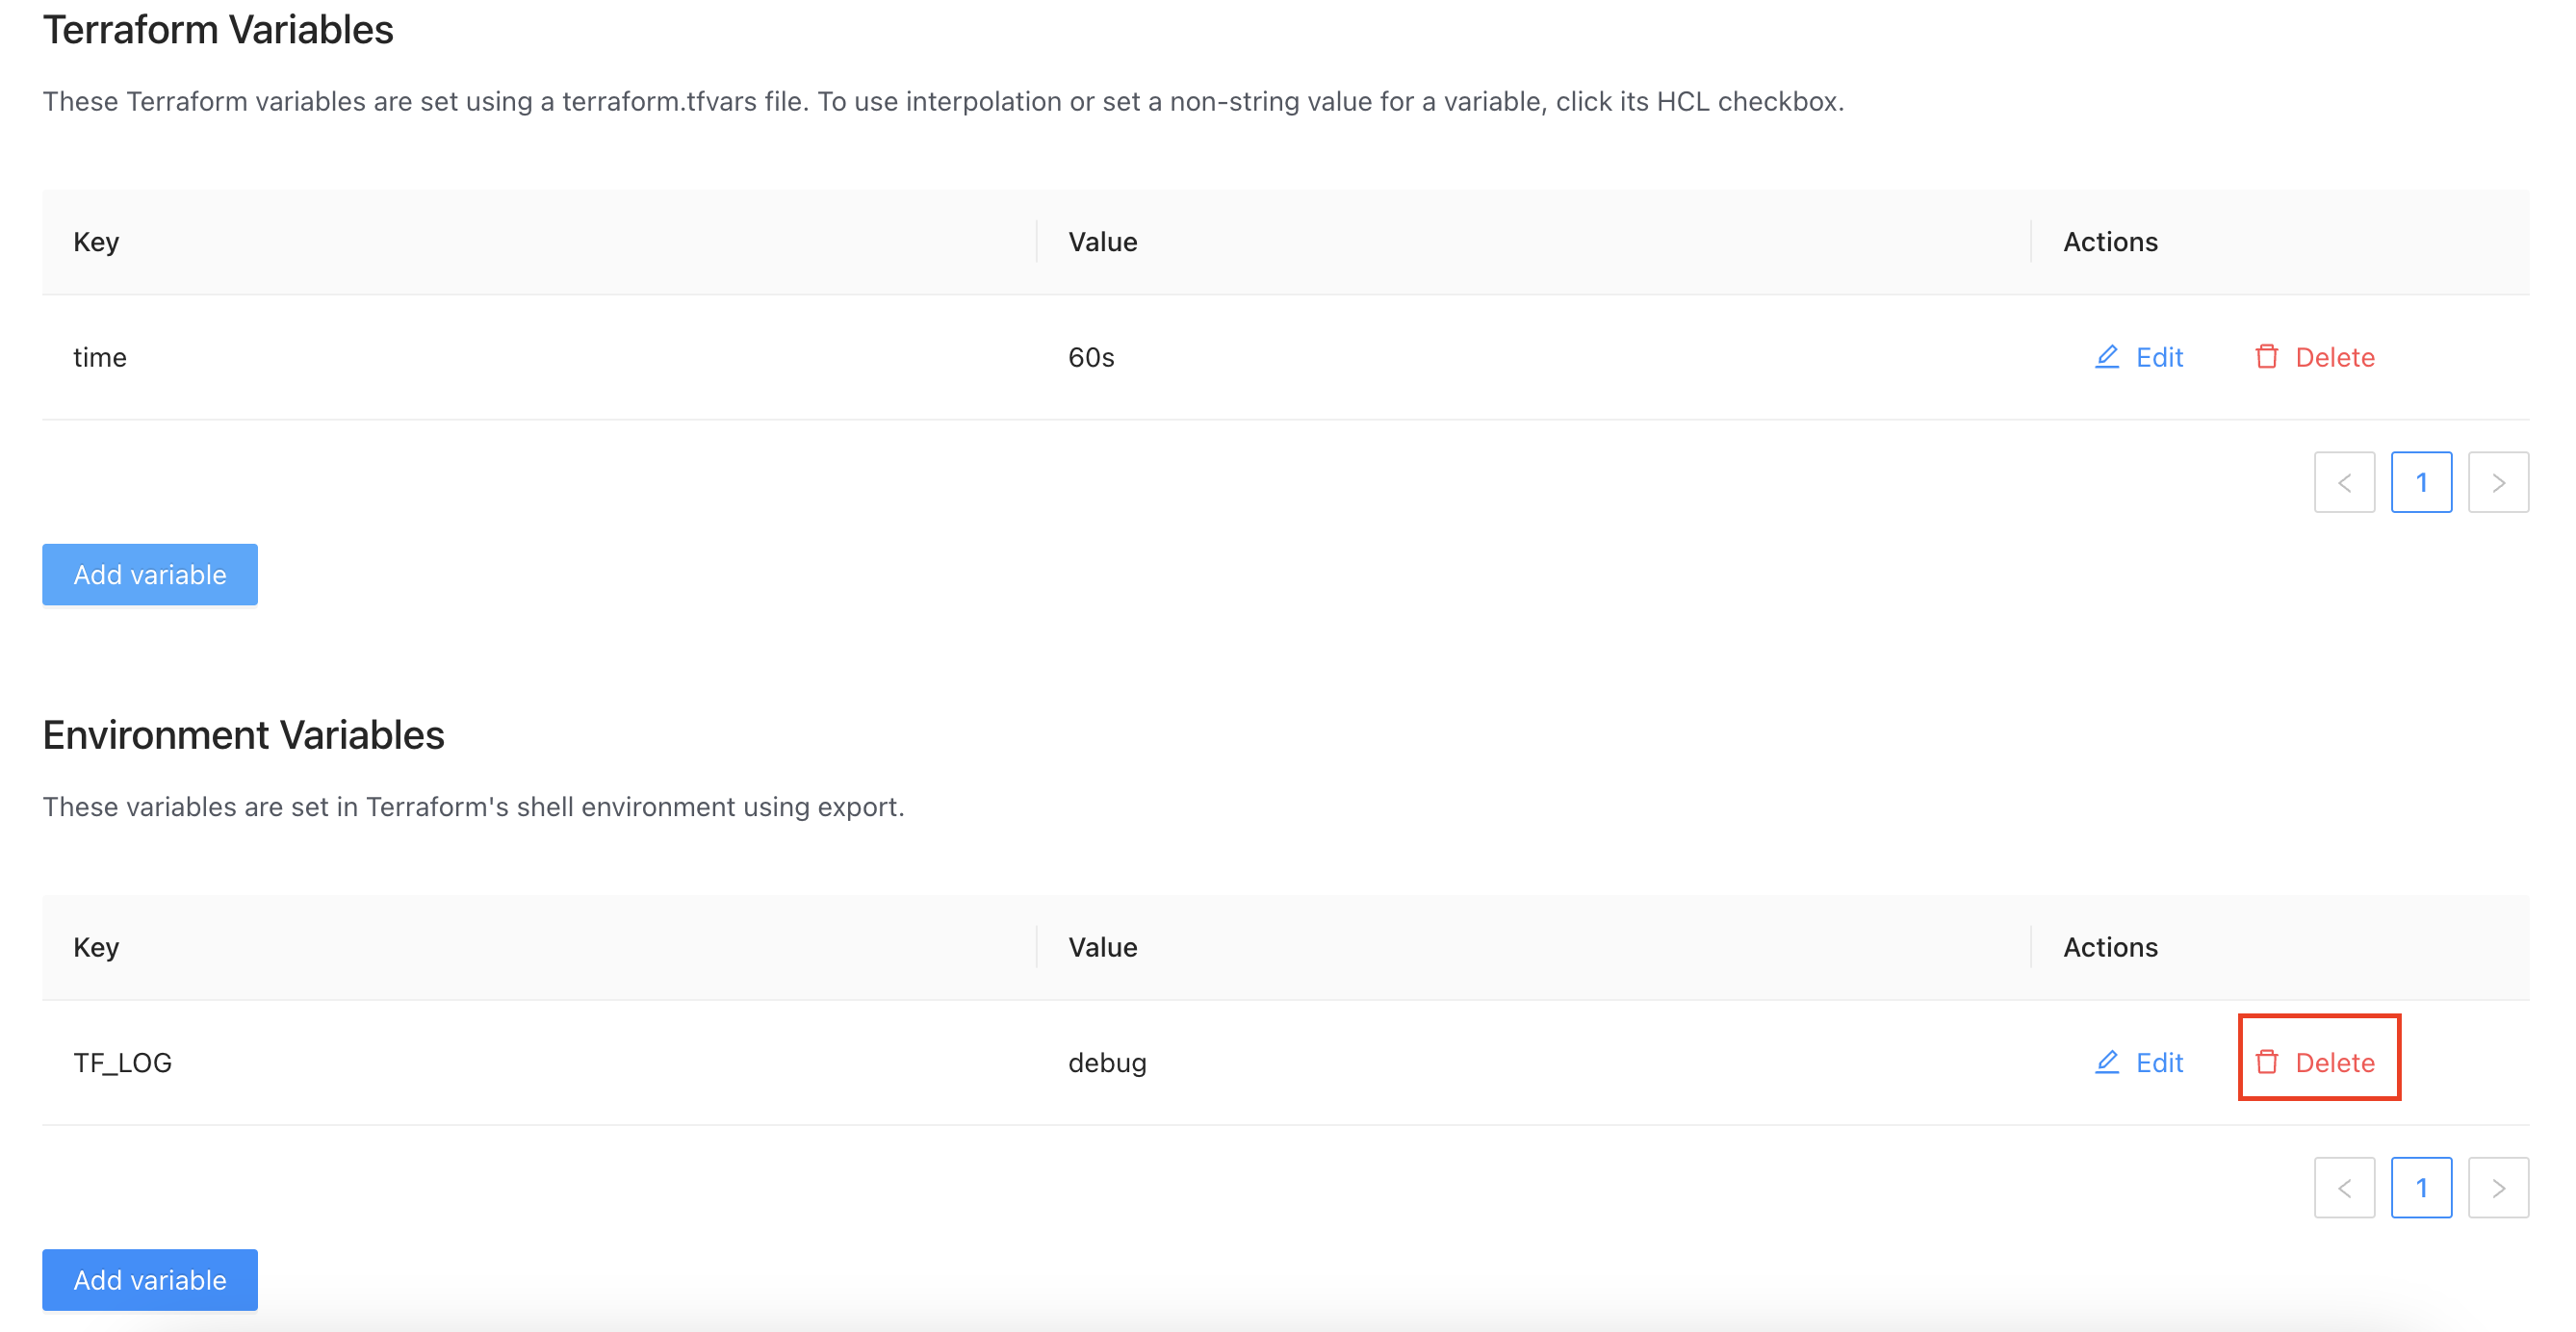 Terraform Variables
These Terraform variables are set using a terraform.tfvars file. To use interpolation or set a non-string value for a variable, click its HCL checkbox.
Key Value Actions
time 60s Edit Delete
< 1 >
Add variable
Environment Variables
These variables are set in Terraform's shell environment using export.
Key Value Actions
TF_LOG debug Edit Delete
< 1 >
Add variable